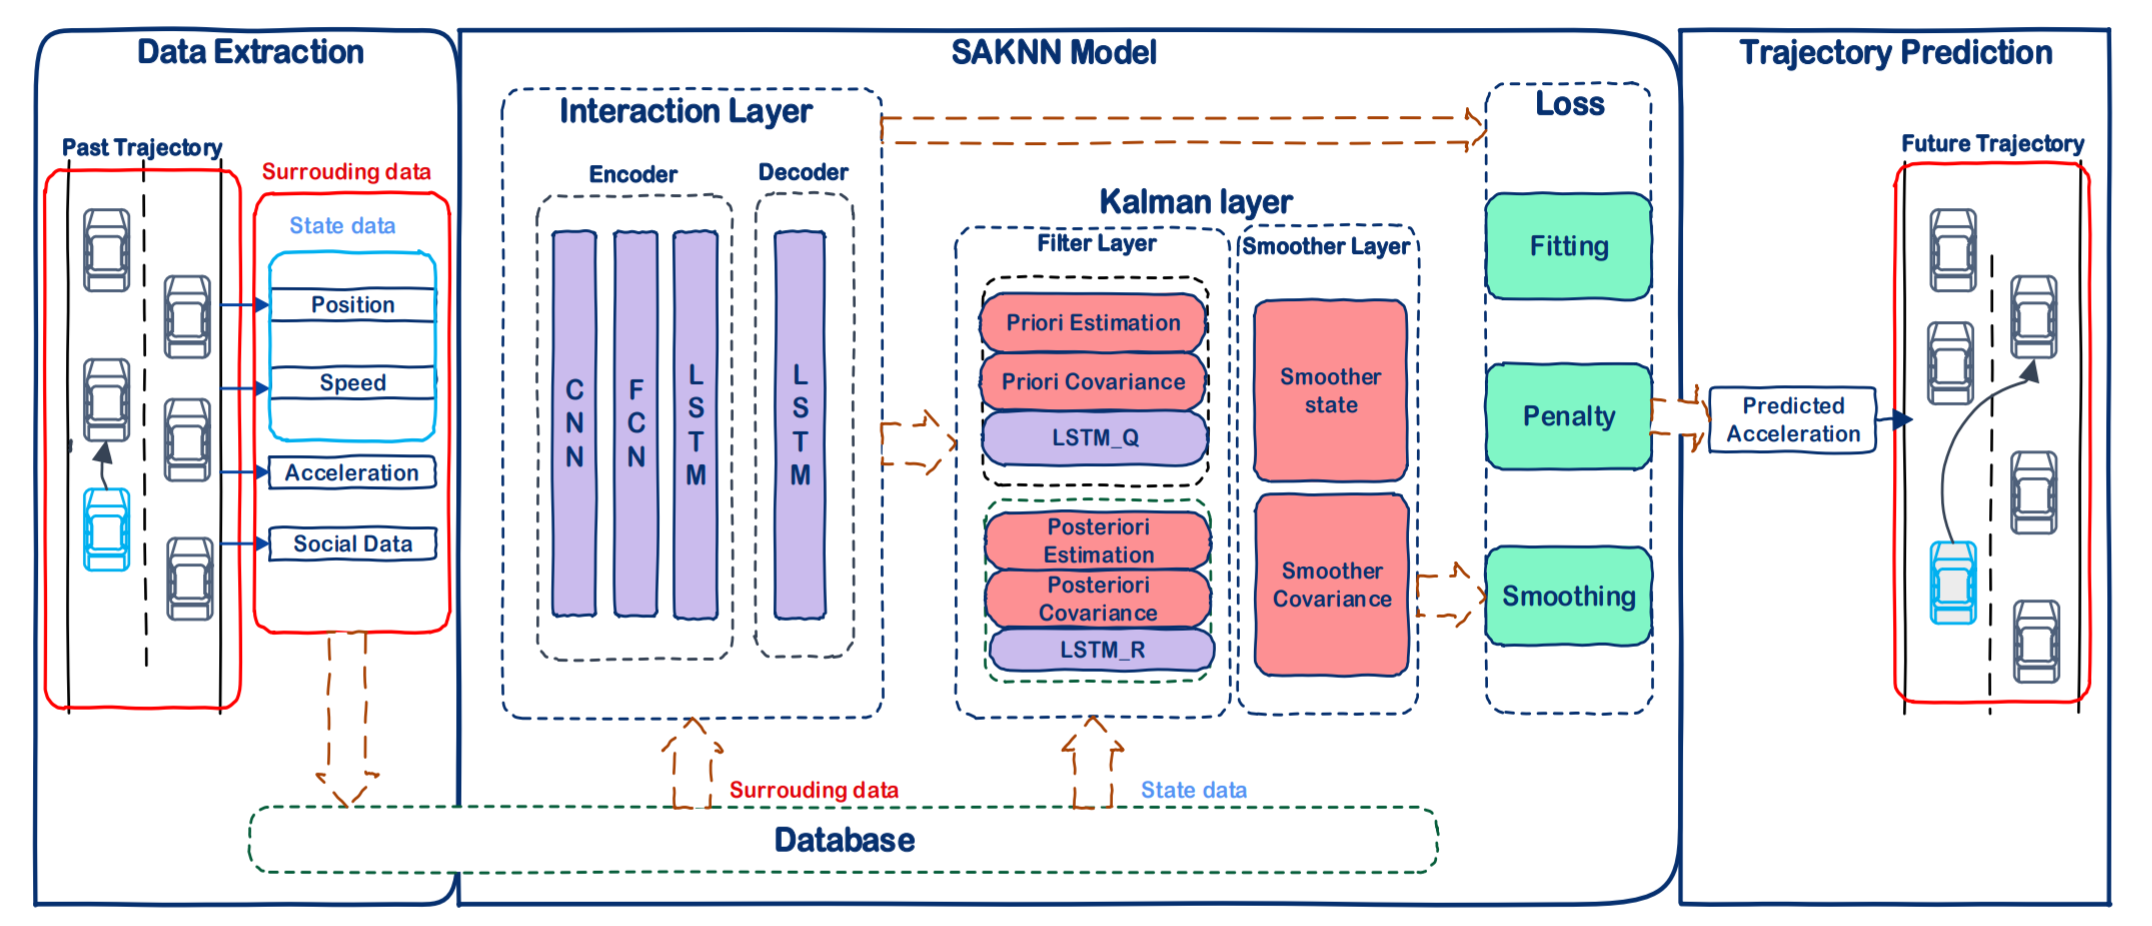 Data Extraction
Past Trajectory
Surrouding data
State data
Position
Speed
Acceleration
Social Data
SAKNN Model
Interaction Layer
Encoder
Decoder
CNN
FCN
LSTM
LSTM
Kalman layer
Filter Layer
Priori Estimation
Priori Covariance
LSTM_Q
Posteriori
Estimation
Posteriori
Covariance
LSTM_R
Smoother Layer
Smoother
state
Smoother
Covariance
Loss
Fitting
Penalty
Smoothing
Surrouding data
State data
Database
Trajectory Prediction
Predicted
Acceleration
Future Trajectory